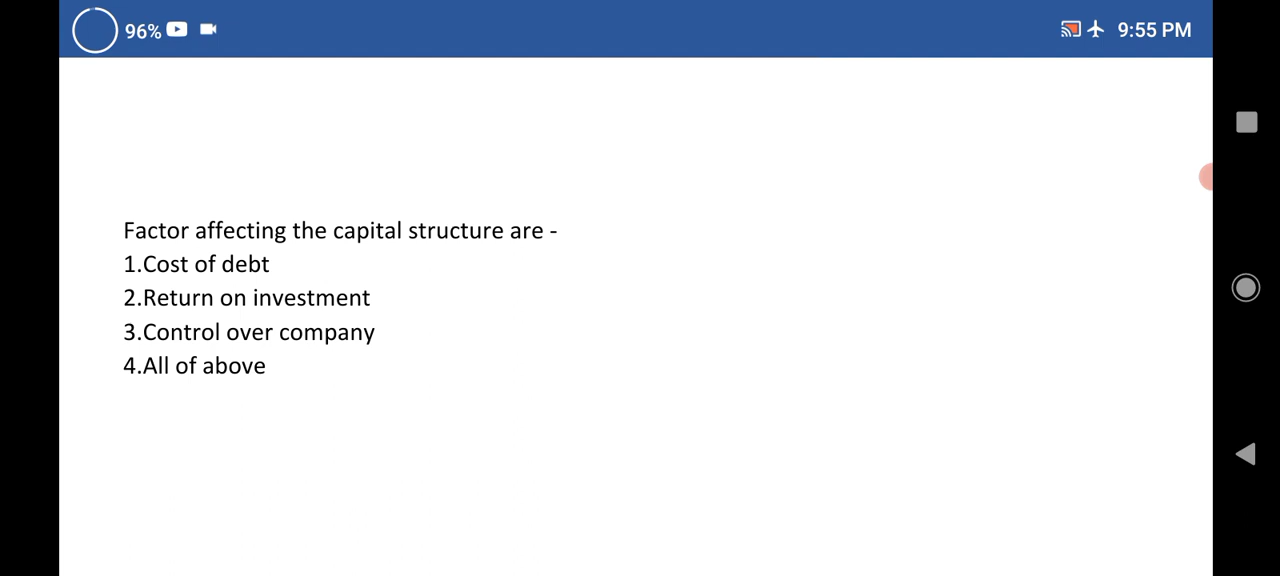 96%
9:55 PM
Factor affecting the capital structure are -
1.Cost of debt
2.Return on investment
3.Control over company
4.All of above